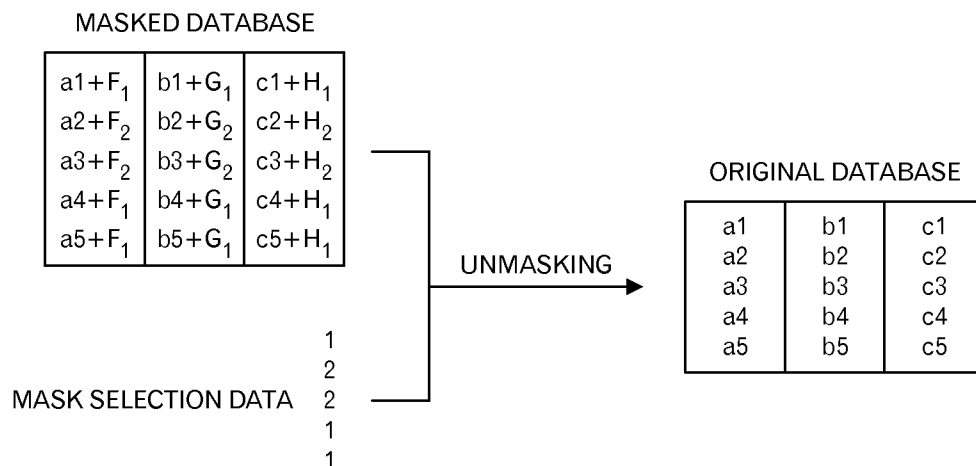 MASKED DATABASE
a1+F₁ b1+G₁ c1+H₁
a2+F₂ b2+G₂ c2+H₂
a3+F₂ b3+G₂ c3+H₂
a4+F₁ b4+G₁ c4+H₁
a5+F₁ b5+G₁ c5+H₁
ORIGINAL DATABASE
a1 b1 c1
a2 b2 c2
a3 b3 c3
a4 b4 c4
a5 b5 c5
UNMASKING
1
2
MASK SELECTION DATA 2
1
1